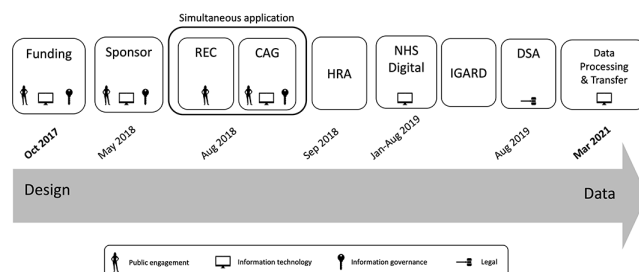 Simultaneous application
Funding
Sponsor
REC
CAG
HRA
NHS
Digital
IGARD
DSA
Data
Processing
& Transfer
Oct 2017
May 2018
Aug 2018
Sep 2018
Jan-Aug 2019
Aug 2019
Mar 2021
Design
Data
Public engagement
Information technology
Information governance
Legal